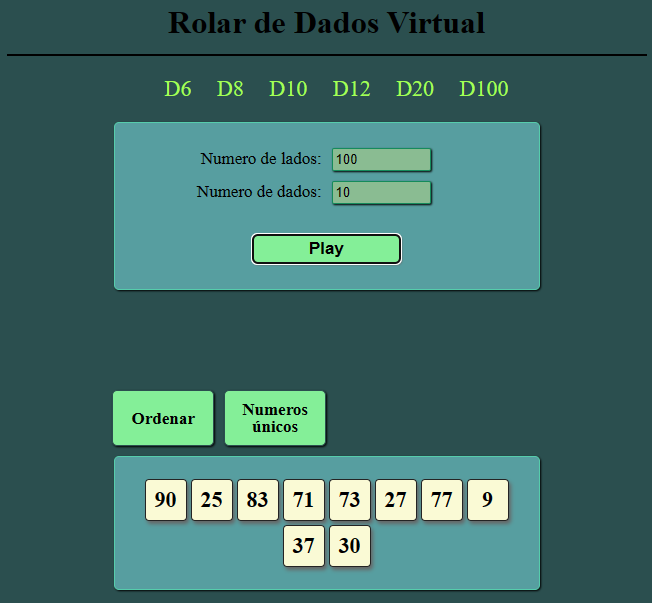 Rolar de Dados Virtual
D6 D8 D10 D12 D20 D100
Numero de lados: 100
Numero de dados: 10
Play
Ordenar
Numeros
únicos
90 25 83 71 73 27 77 9
37 30